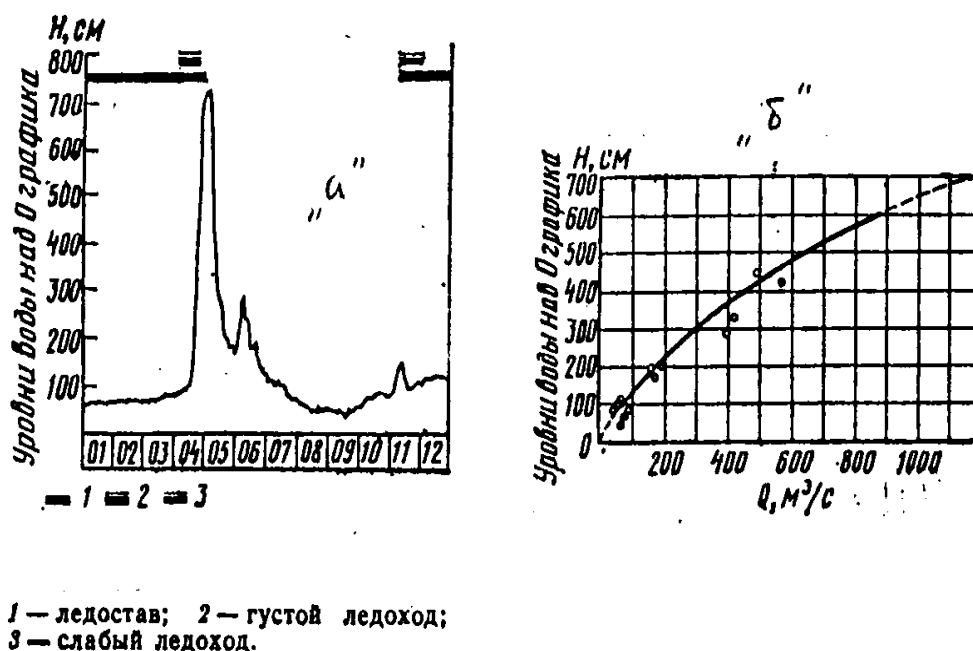 Н, см
800
700
600
500
400
300
200
100
Уровни воды над 0 графика
„а"
01 02 03 04 05 06 07 08 09 10 11 12
1 2 3
„б"
Н, см
700
600
500
400
300
200
100
0
Уровни воды над 0 графика
200 400 600 800 1000
Q, м³/с
1 — ледостав; 2 — густой ледоход;
3 — слабый ледоход.